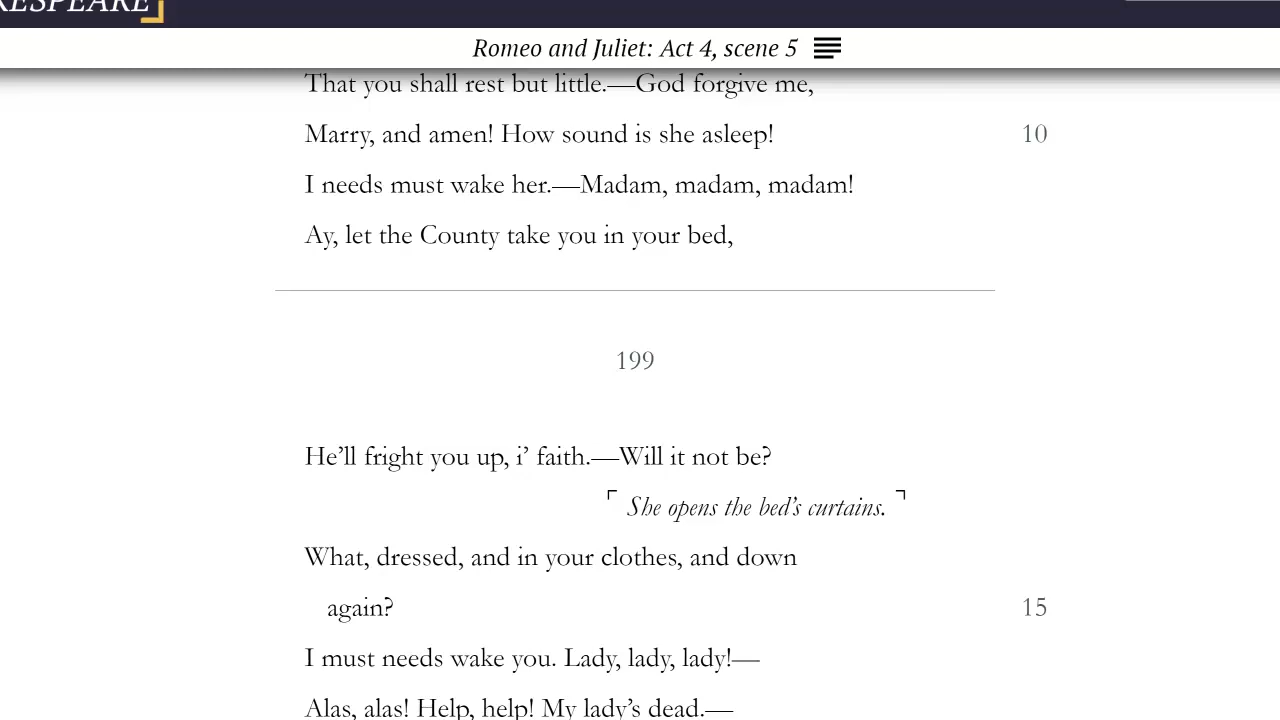 KESPEARE
Romeo and Juliet: Act 4, scene 5
That you shall rest but little.—God forgive me,
Marry, and amen! How sound is she asleep! 10
I needs must wake her.—Madam, madam, madam!
Ay, let the County take you in your bed,
199
He’ll fright you up, i’ faith.—Will it not be?
⌜She opens the bed’s curtains.⌝
What, dressed, and in your clothes, and down
again? 15
I must needs wake you. Lady, lady, lady!—
Alas, alas! Help, help! My lady’s dead.—